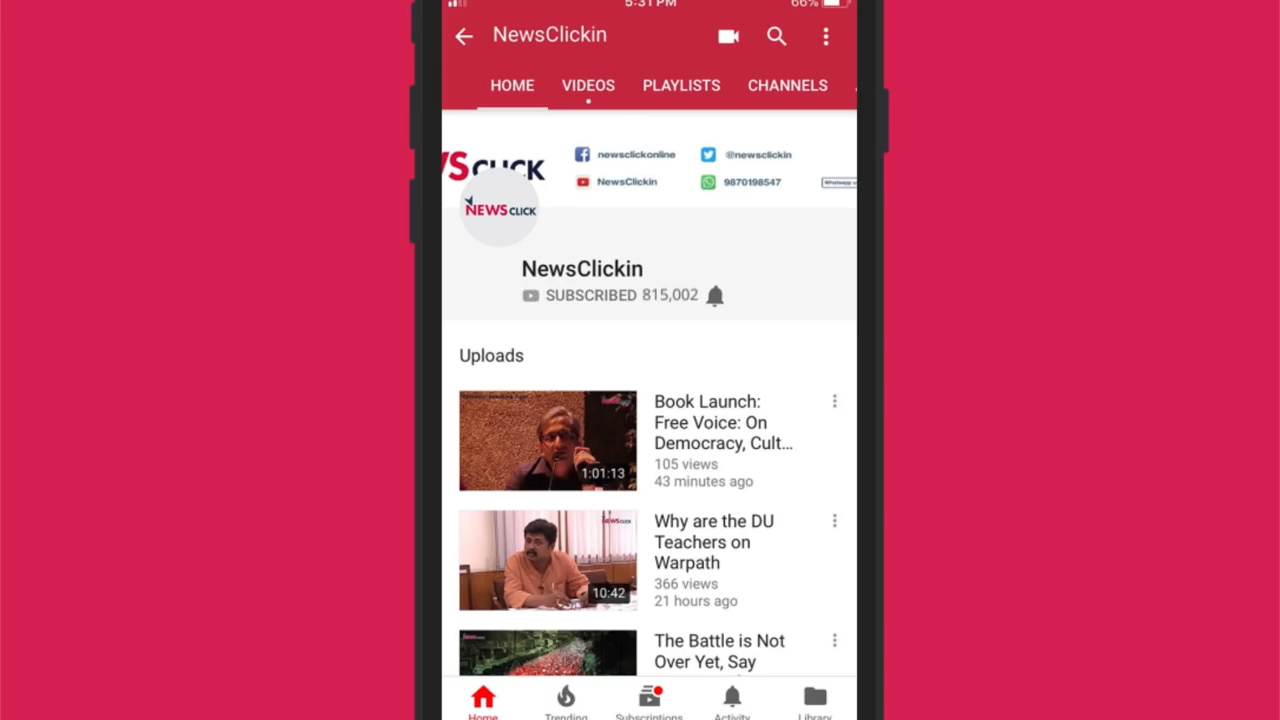 5:31 PM
66%
NewsClickin
HOME VIDEOS PLAYLISTS CHANNELS
CLICK
newsclickonline @newsclickin
NewsClickin 9870198547
NEWS CLICK
NewsClickin
SUBSCRIBED 815,002
Uploads
Book Launch:
Free Voice: On
Democracy, Cult...
105 views
43 minutes ago
1:01:13
NEWS CLICK
Why are the DU
Teachers on
Warpath
366 views
21 hours ago
10:42
The Battle is Not
Over Yet, Say
Home Trending Subscriptions Activity Library